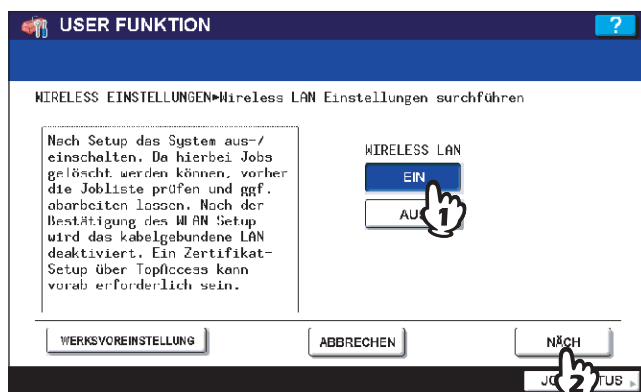 USER FUNKTION
?
WIRELESS EINSTELLUNGEN►Wireless LAN Einstellungen surchführen
Nach Setup das System aus-/
einschalten. Da hierbei Jobs
gelöscht werden können, vorher
die Jobliste prüfen und ggf.
abarbeiten lassen. Nach der
Bestätigung des WLAN Setup
wird das kabelgebundene LAN
deaktiviert. Ein Zertifikat-
Setup über TopAccess kann
vorab erforderlich sein.
WIRELESS LAN
EIN
1
WERKSVOREINSTELLUNG
ABBRECHEN
NÄCH
2